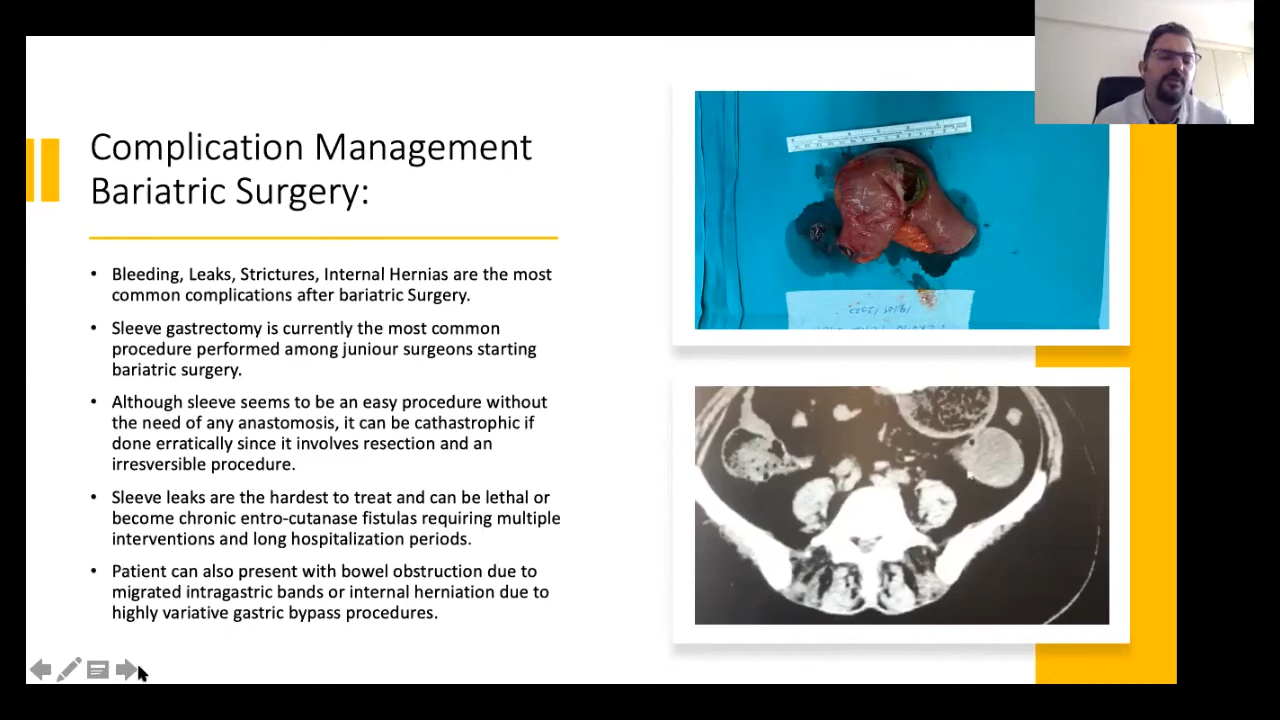 Complication Management
Bariatric Surgery:
• Bleeding, Leaks, Strictures, Internal Hernias are the most
common complications after bariatric Surgery.
• Sleeve gastrectomy is currently the most common
procedure performed among juniour surgeons starting
bariatric surgery.
• Although sleeve seems to be an easy procedure without
the need of any anastomosis, it can be cathastrophic if
done erratically since it involves resection and an
irresversible procedure.
• Sleeve leaks are the hardest to treat and can be lethal or
become chronic entro-cutanase fistulas requiring multiple
interventions and long hospitalization periods.
• Patient can also present with bowel obstruction due to
migrated intragastric bands or internal herniation due to
highly variative gastric bypass procedures.